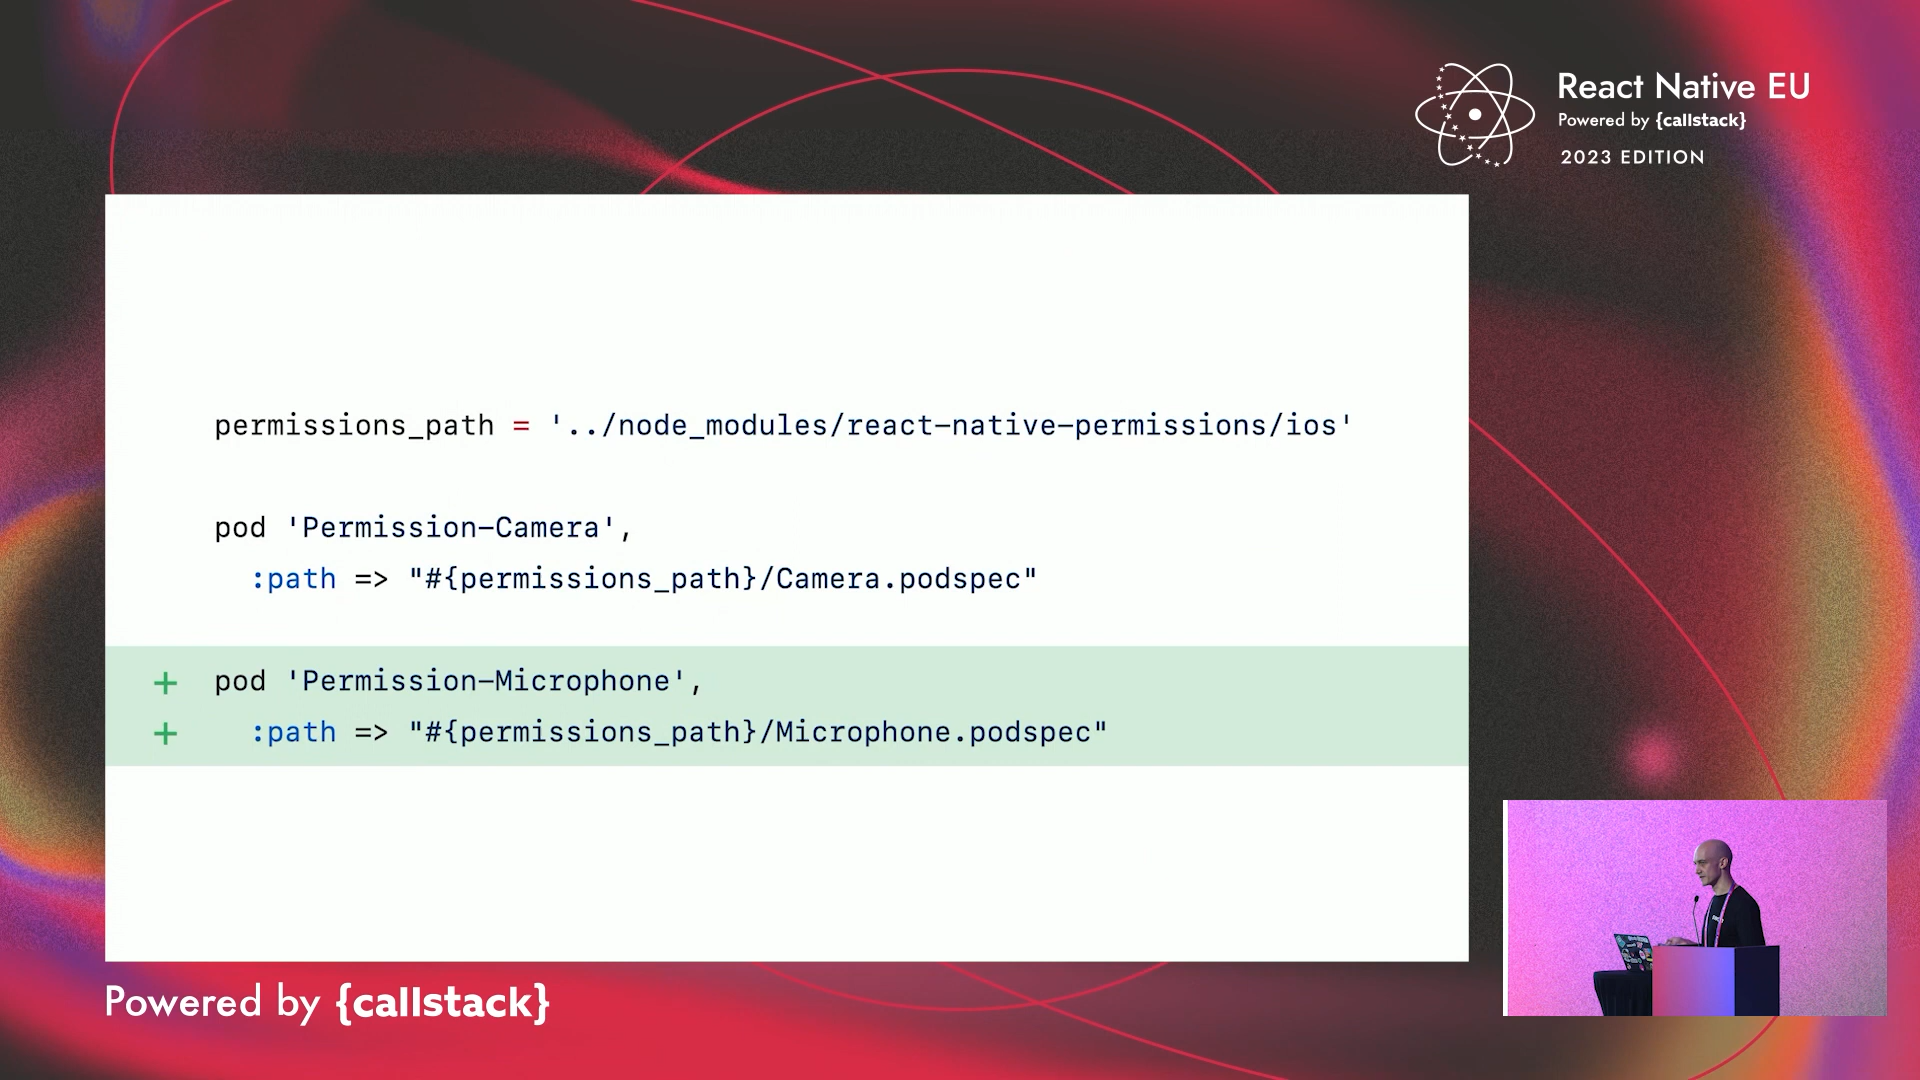 React Native EU
Powered by {callstack}
2023 EDITION
permissions_path = '../node_modules/react-native-permissions/ios'
pod 'Permission-Camera',
:path => "#{permissions_path}/Camera.podspec"
+ pod 'Permission-Microphone',
+ :path => "#{permissions_path}/Microphone.podspec"
Powered by {callstack}